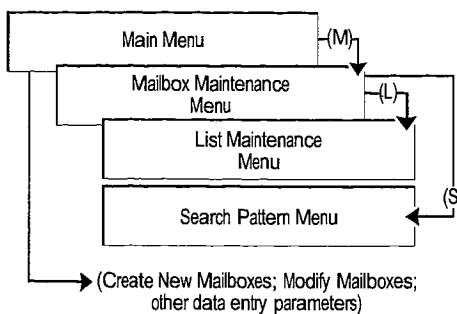 Main Menu
(M)
Mailbox Maintenance
Menu
(L)
List Maintenance
Menu
(S
Search Pattern Menu
(Create New Mailboxes; Modify Mailboxes;
other data entry parameters)